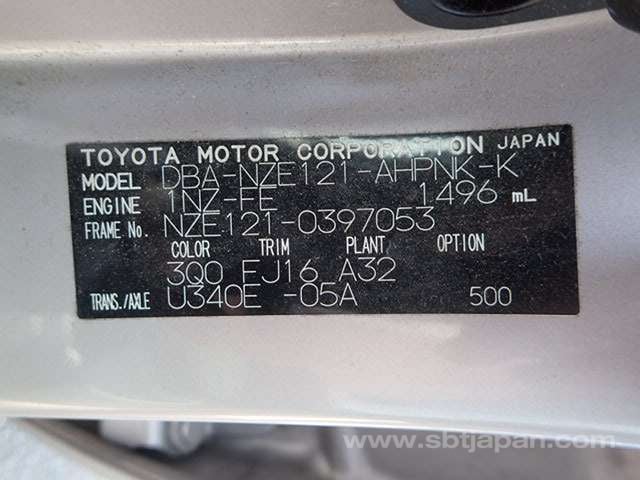 TOYOTA MOTOR CORPORATION JAPAN
MODEL DBA-NZE121-AHPNK-K
ENGINE 1NZ-FE 1496 mL
FRAME No. NZE121-0397053
COLOR TRIM PLANT OPTION
3Q0 FJ16 A32
TRANS./AXLE U340E -05A 500
www.sbtjapan.com